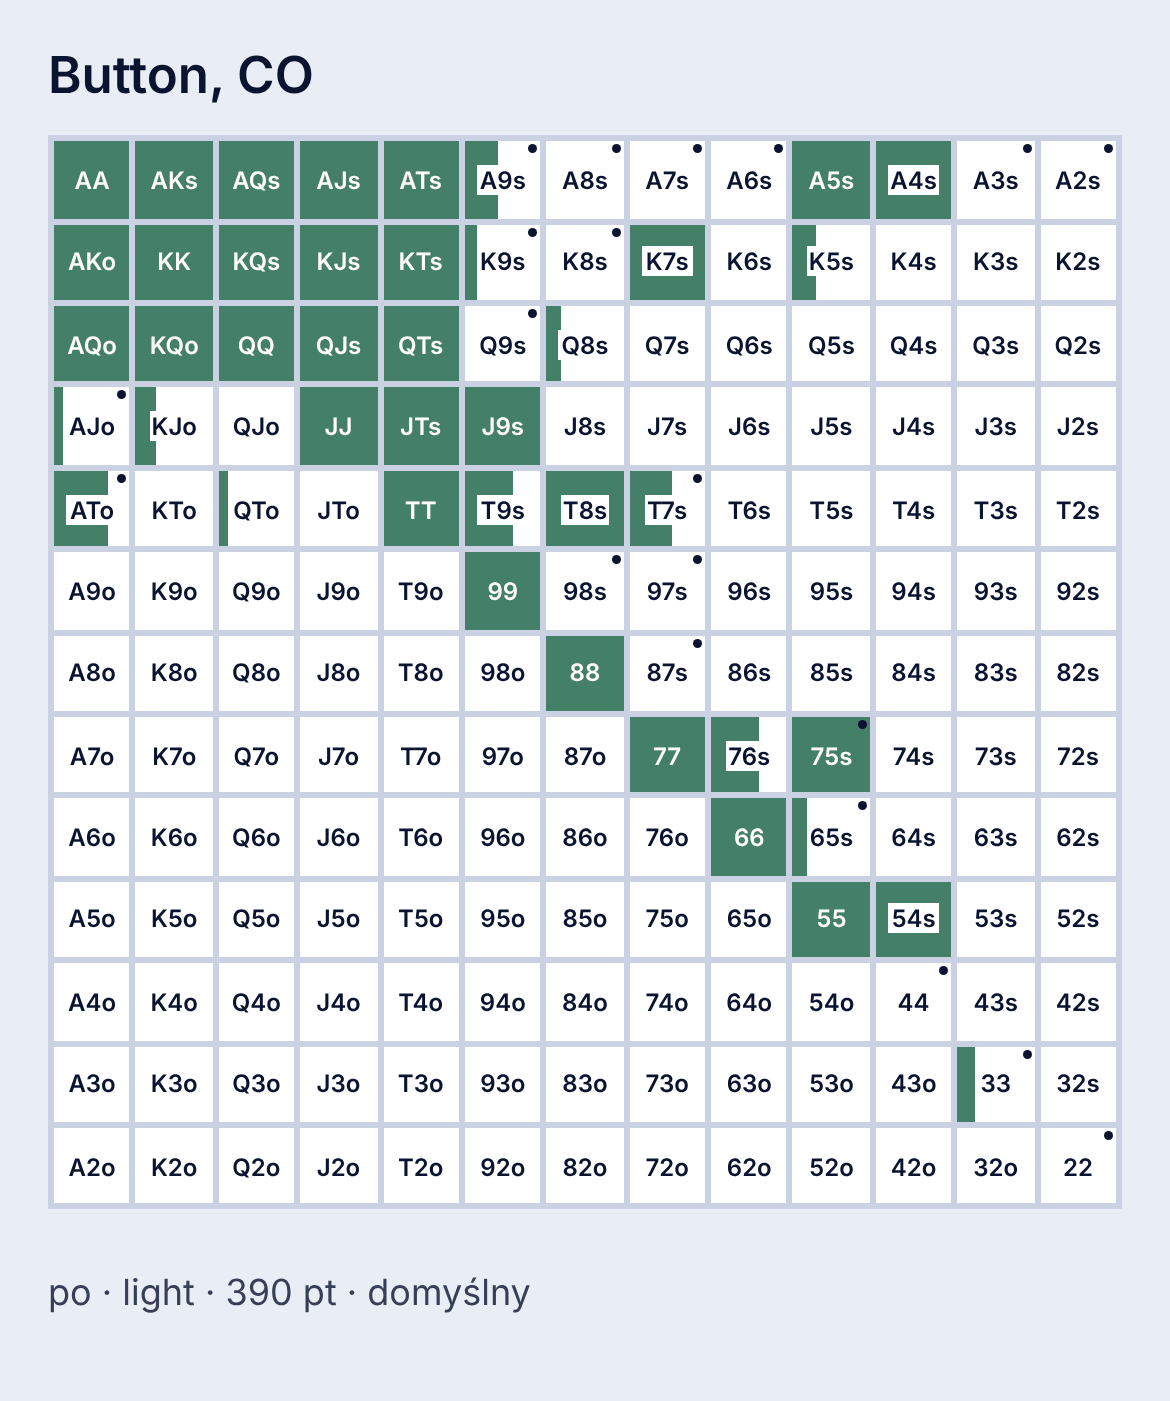 Button, CO
AA AKs AQs AJs ATs A9s A8s A7s A6s A5s A4s A3s A2s
AKo KK KQs KJs KTs K9s K8s K7s K6s K5s K4s K3s K2s
AQo KQo QQ QJs QTs Q9s Q8s Q7s Q6s Q5s Q4s Q3s Q2s
AJo KJo QJo JJ JTs J9s J8s J7s J6s J5s J4s J3s J2s
ATo KTo QTo JTo TT T9s T8s T7s T6s T5s T4s T3s T2s
A9o K9o Q9o J9o T9o 99 98s 97s 96s 95s 94s 93s 92s
A8o K8o Q8o J8o T8o 98o 88 87s 86s 85s 84s 83s 82s
A7o K7o Q7o J7o T7o 97o 87o 77 76s 75s 74s 73s 72s
A6o K6o Q6o J6o T6o 96o 86o 76o 66 65s 64s 63s 62s
A5o K5o Q5o J5o T5o 95o 85o 75o 65o 55 54s 53s 52s
A4o K4o Q4o J4o T4o 94o 84o 74o 64o 54o 44 43s 42s
A3o K3o Q3o J3o T3o 93o 83o 73o 63o 53o 43o 33 32s
A2o K2o Q2o J2o T2o 92o 82o 72o 62o 52o 42o 32o 22
po · light · 390 pt · domyślny